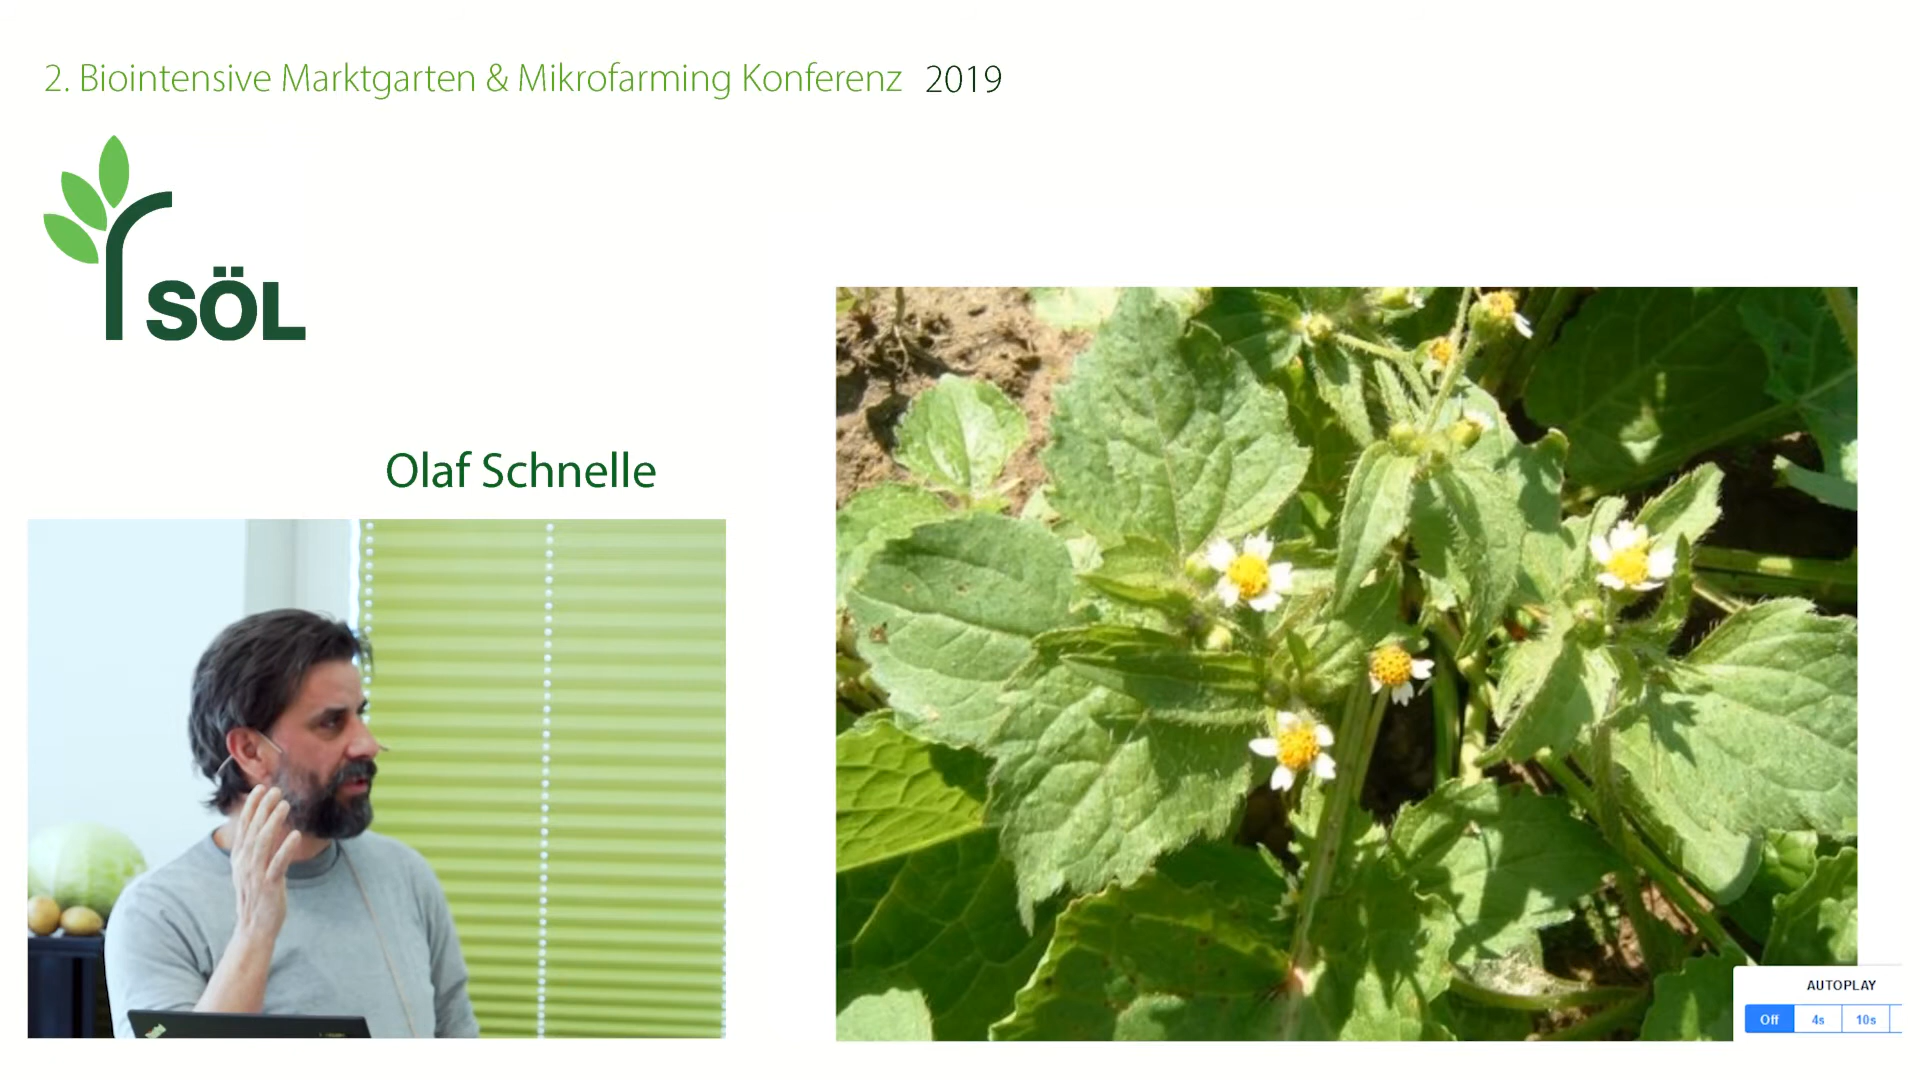 2. Biointensive Marktgarten & Mikrofarming Konferenz 2019
SÖL
Olaf Schnelle
AUTOPLAY
Off 4s 10s